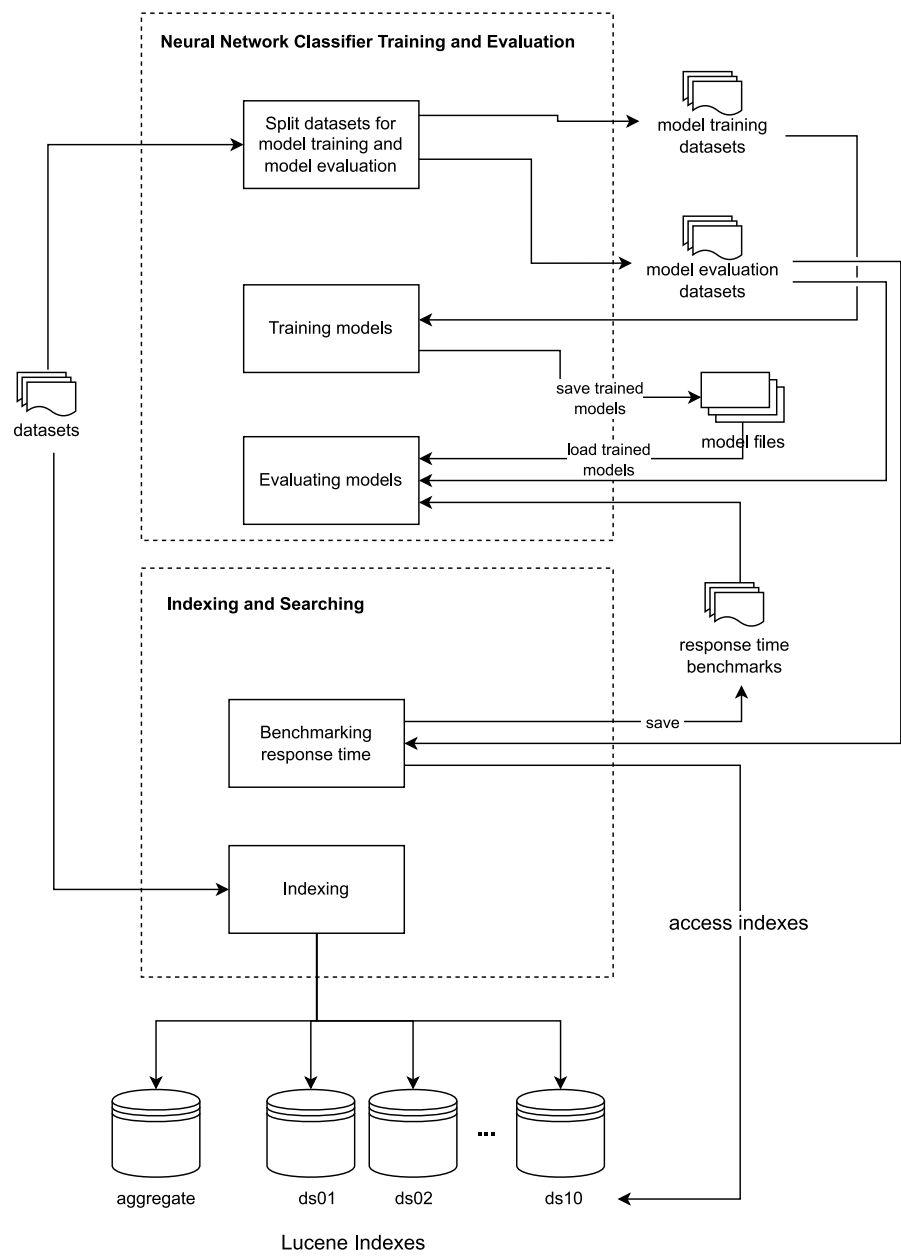 Neural Network Classifier Training and Evaluation
Split datasets for
model training and
model evaluation
model training
datasets
model evaluation
datasets
Training models
save trained
models
datasets
model files
load trained
models
Evaluating models
Indexing and Searching
response time
benchmarks
Benchmarking
response time
save
Indexing
access indexes
...
aggregate
ds01
ds02
ds10
Lucene Indexes